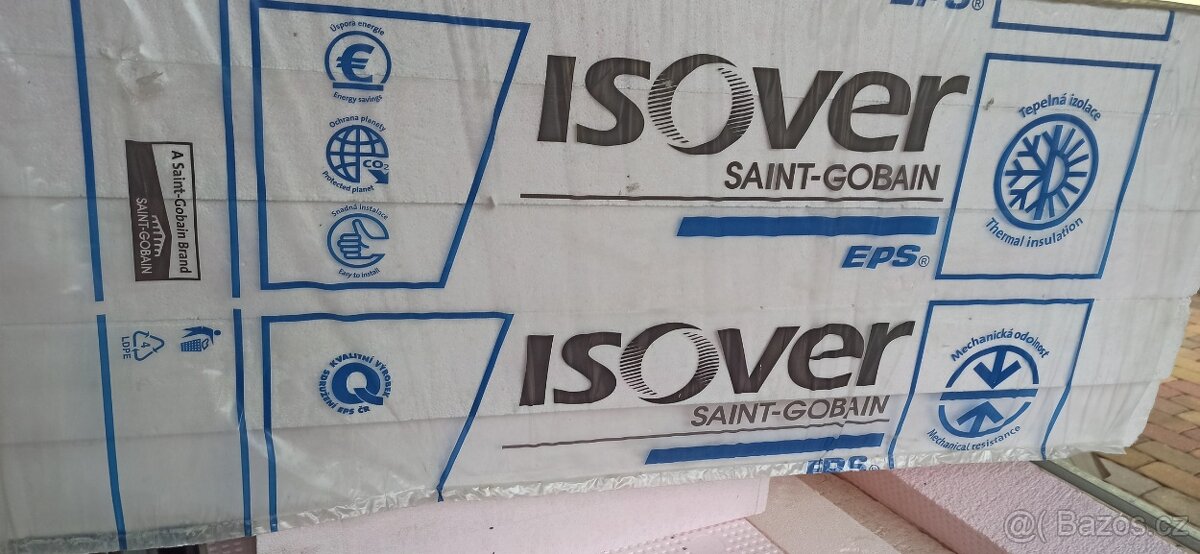 EPS®
Úspora energie
€
Energy savings
Ochrana planety
CO2
Protected planet
Snadná instalace
Easy to install
A Saint-Gobain Brand
SAINT-GOBAIN
ISOver
SAINT-GOBAIN
EPS®
Tepelná izolace
Thermal insulation
4
LDPE
KVALITNÍ VÝROBEK
Q
SDRUŽENÍ EPS ČR
ISOver
SAINT-GOBAIN
EPS®
Mechanická odolnost
Mechanical resistance
@( Bazoš.cz